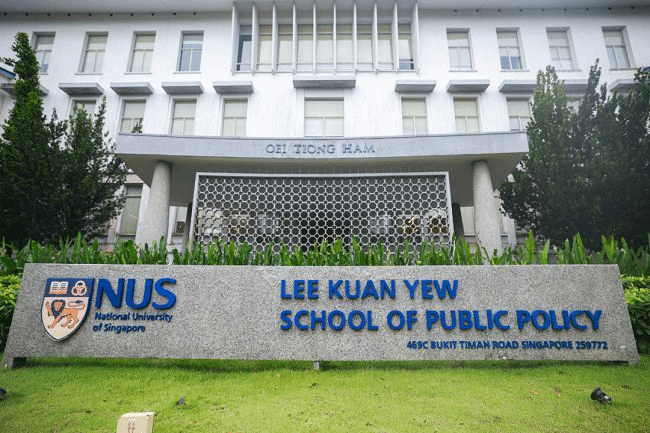 OEI TIONG HAM
NUS
National University
of Singapore
LEE KUAN YEW
SCHOOL OF PUBLIC POLICY
469C BUKIT TIMAH ROAD SINGAPORE 259772